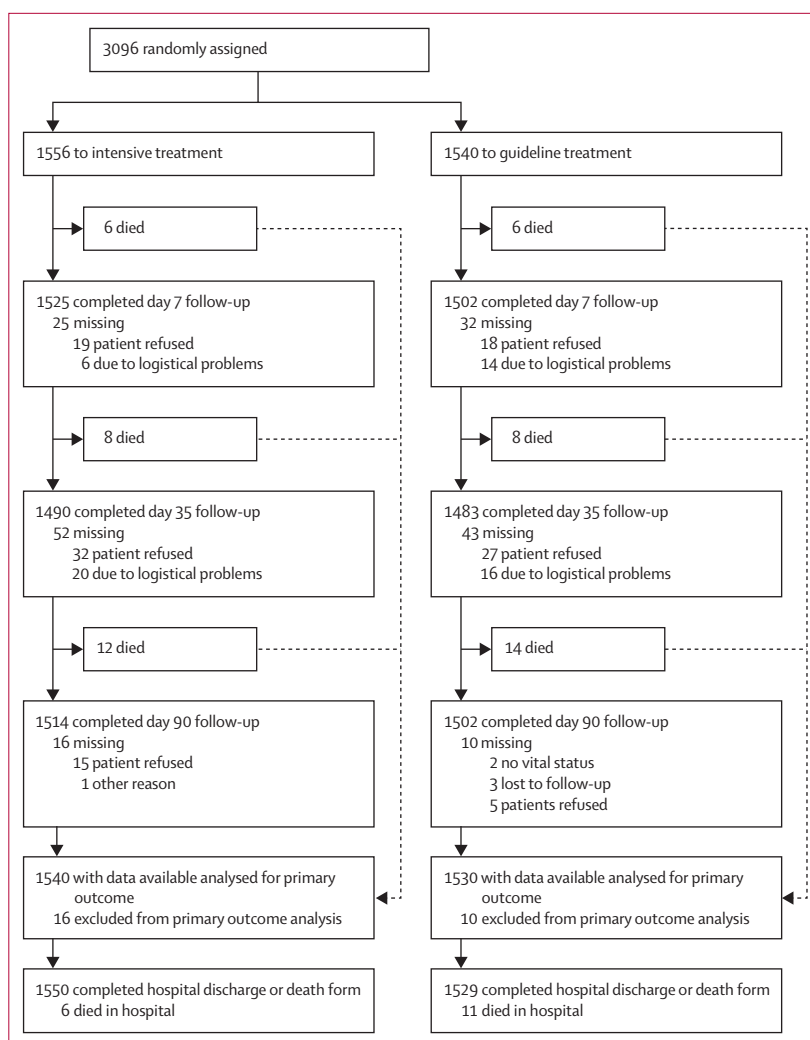 3096 randomly assigned
1556 to intensive treatment
1540 to guideline treatment
6 died
6 died
1525 completed day 7 follow-up
25 missing
19 patient refused
6 due to logistical problems
1502 completed day 7 follow-up
32 missing
18 patient refused
14 due to logistical problems
8 died
8 died
1490 completed day 35 follow-up
52 missing
32 patient refused
20 due to logistical problems
1483 completed day 35 follow-up
43 missing
27 patient refused
16 due to logistical problems
12 died
14 died
1514 completed day 90 follow-up
16 missing
15 patient refused
1 other reason
1502 completed day 90 follow-up
10 missing
2 no vital status
3 lost to follow-up
5 patients refused
1540 with data available analysed for primary
outcome
16 excluded from primary outcome analysis
1530 with data available analysed for primary
outcome
10 excluded from primary outcome analysis
1550 completed hospital discharge or death form
6 died in hospital
1529 completed hospital discharge or death form
11 died in hospital